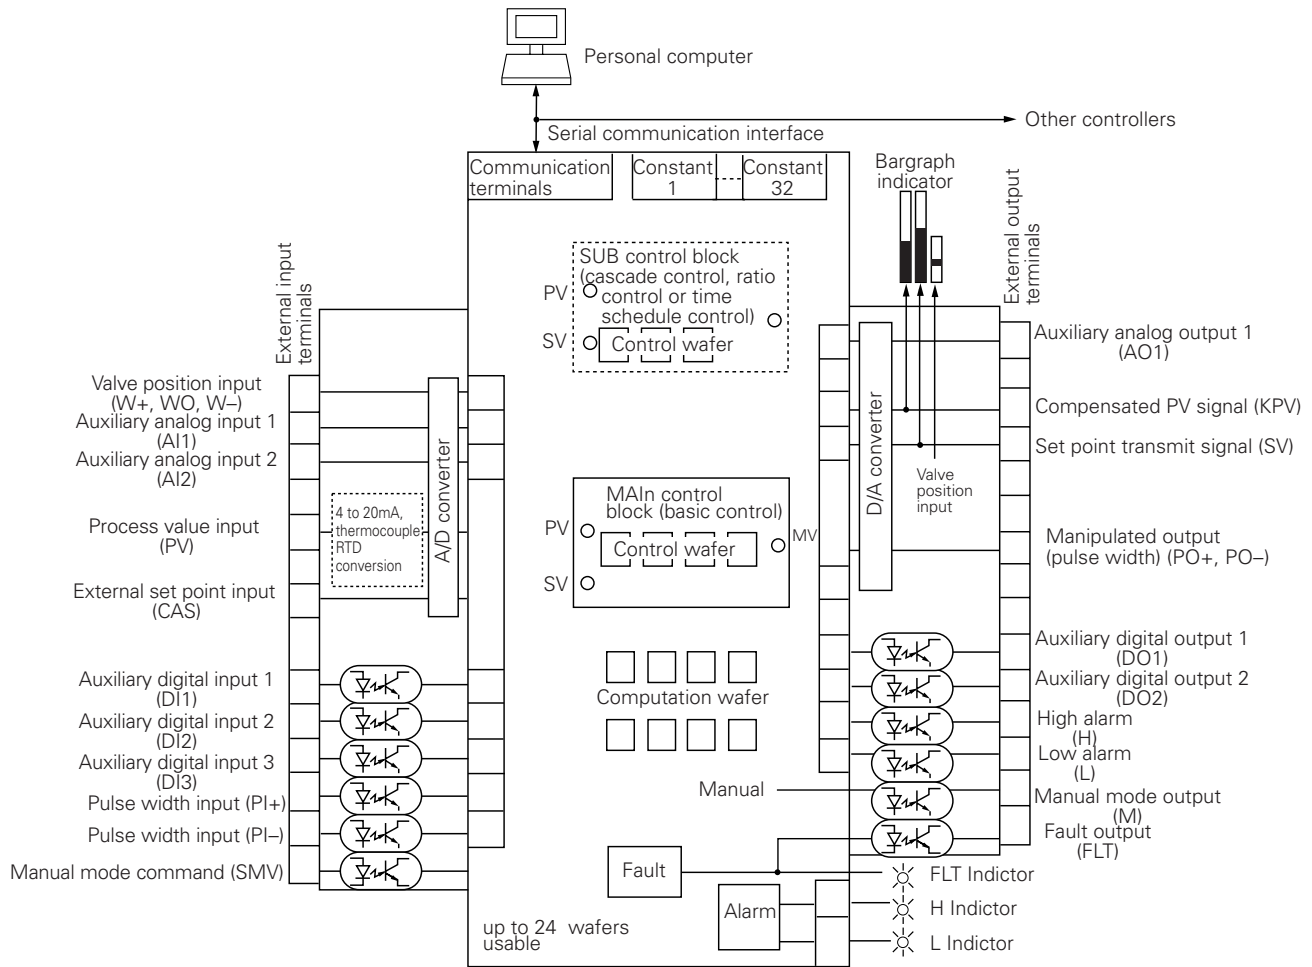 Personal computer
Other controllers
Serial communication interface
Communication
terminals
Constant
1
Constant
32
Bargraph
indicator
External input
terminals
External output
terminals
SUB control block
(cascade control, ratio
control or time
schedule control)
PV
SV
Control wafer
Valve position input
(W+, WO, W–)
Auxiliary analog input 1
(AI1)
Auxiliary analog input 2
(AI2)
Process value input
(PV)
External set point input
(CAS)
4 to 20mA,
thermocouple
RTD
conversion
A/D converter
MAIn control
block (basic control)
PV
SV
Control wafer
MV
D/A converter
Valve
position
input
Auxiliary analog output 1
(AO1)
Compensated PV signal (KPV)
Set point transmit signal (SV)
Manipulated output
(pulse width) (PO+, PO–)
Auxiliary digital output 1
(DO1)
Auxiliary digital output 2
(DO2)
High alarm
(H)
Low alarm
(L)
Manual mode output
(M)
Fault output
(FLT)
Auxiliary digital input 1
(DI1)
Auxiliary digital input 2
(DI2)
Auxiliary digital input 3
(DI3)
Pulse width input (PI+)
Pulse width input (PI–)
Manual mode command (SMV)
Computation wafer
Manual
Fault
Alarm
FLT Indictor
H Indictor
L Indictor
up to 24 wafers
usable